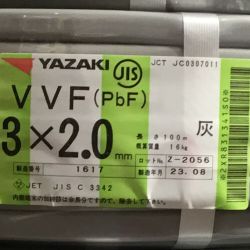 YAZAKI JIS JCT JC0307011
VVF(PbF)
3×2.0mm 灰
長さ 100m
概算質量 16kg
製造番号 1617 ロットNo. Z-2056
製造年月 23.08
JET JIS C 3342